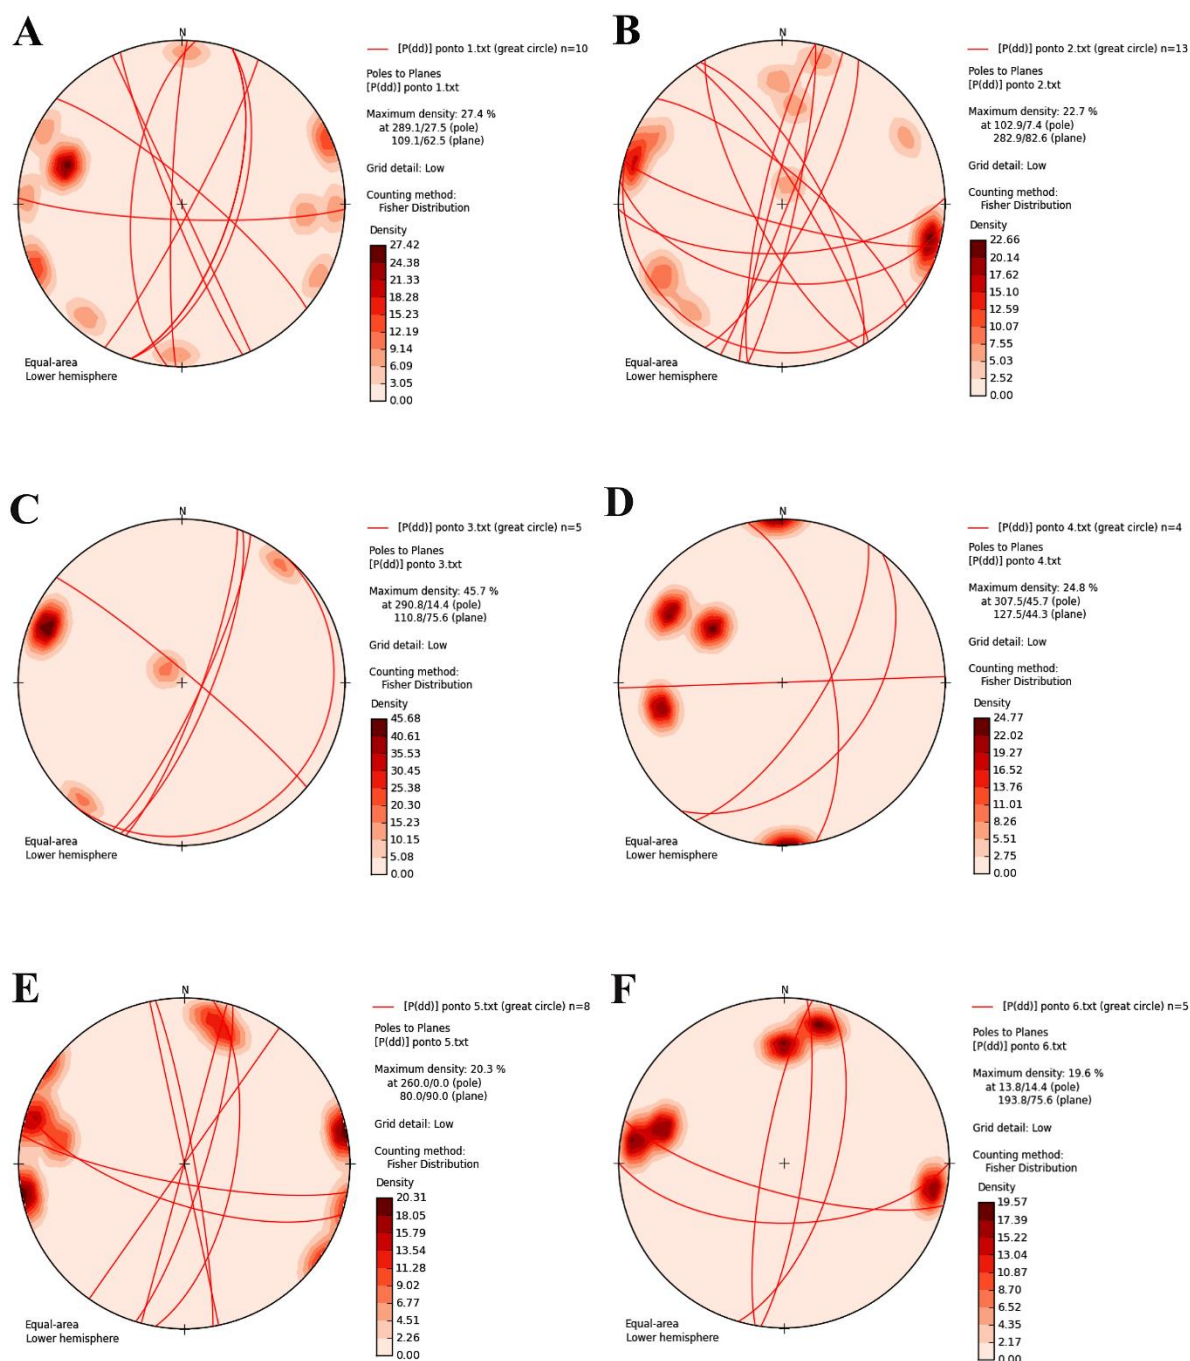 A
N
[P(dd)] ponto 1.txt (great circle) n=10
Poles to Planes
[P(dd)] ponto 1.txt
Maximum density: 27.4 %
at 289.1/27.5 (pole)
109.1/62.5 (plane)
Grid detail: Low
Counting method:
Fisher Distribution
Density
27.42
24.38
21.33
18.28
15.23
12.19
9.14
6.09
3.05
0.00
Equal-area
Lower hemisphere
B
N
[P(dd)] ponto 2.txt (great circle) n=13
Poles to Planes
[P(dd)] ponto 2.txt
Maximum density: 22.7 %
at 102.9/7.4 (pole)
282.9/82.6 (plane)
Grid detail: Low
Counting method:
Fisher Distribution
Density
22.66
20.14
17.62
15.10
12.59
10.07
7.55
5.03
2.52
0.00
Equal-area
Lower hemisphere
C
N
[P(dd)] ponto 3.txt (great circle) n=5
Poles to Planes
[P(dd)] ponto 3.txt
Maximum density: 45.7 %
at 290.8/14.4 (pole)
110.8/75.6 (plane)
Grid detail: Low
Counting method:
Fisher Distribution
Density
45.68
40.61
35.53
30.45
25.38
20.30
15.23
10.15
5.08
0.00
Equal-area
Lower hemisphere
D
N
[P(dd)] ponto 4.txt (great circle) n=4
Poles to Planes
[P(dd)] ponto 4.txt
Maximum density: 24.8 %
at 307.5/45.7 (pole)
127.5/44.3 (plane)
Grid detail: Low
Counting method:
Fisher Distribution
Density
24.77
22.02
19.27
16.52
13.76
11.01
8.26
5.51
2.75
0.00
Equal-area
Lower hemisphere
E
N
[P(dd)] ponto 5.txt (great circle) n=8
Poles to Planes
[P(dd)] ponto 5.txt
Maximum density: 20.3 %
at 260.0/0.0 (pole)
80.0/90.0 (plane)
Grid detail: Low
Counting method:
Fisher Distribution
Density
20.31
18.05
15.79
13.54
11.28
9.02
6.77
4.51
2.26
0.00
Equal-area
Lower hemisphere
F
N
[P(dd)] ponto 6.txt (great circle) n=5
Poles to Planes
[P(dd)] ponto 6.txt
Maximum density: 19.6 %
at 13.8/14.4 (pole)
193.8/75.6 (plane)
Grid detail: Low
Counting method:
Fisher Distribution
Density
19.57
17.39
15.22
13.04
10.87
8.70
6.52
4.35
2.17
0.00
Equal-area
Lower hemisphere